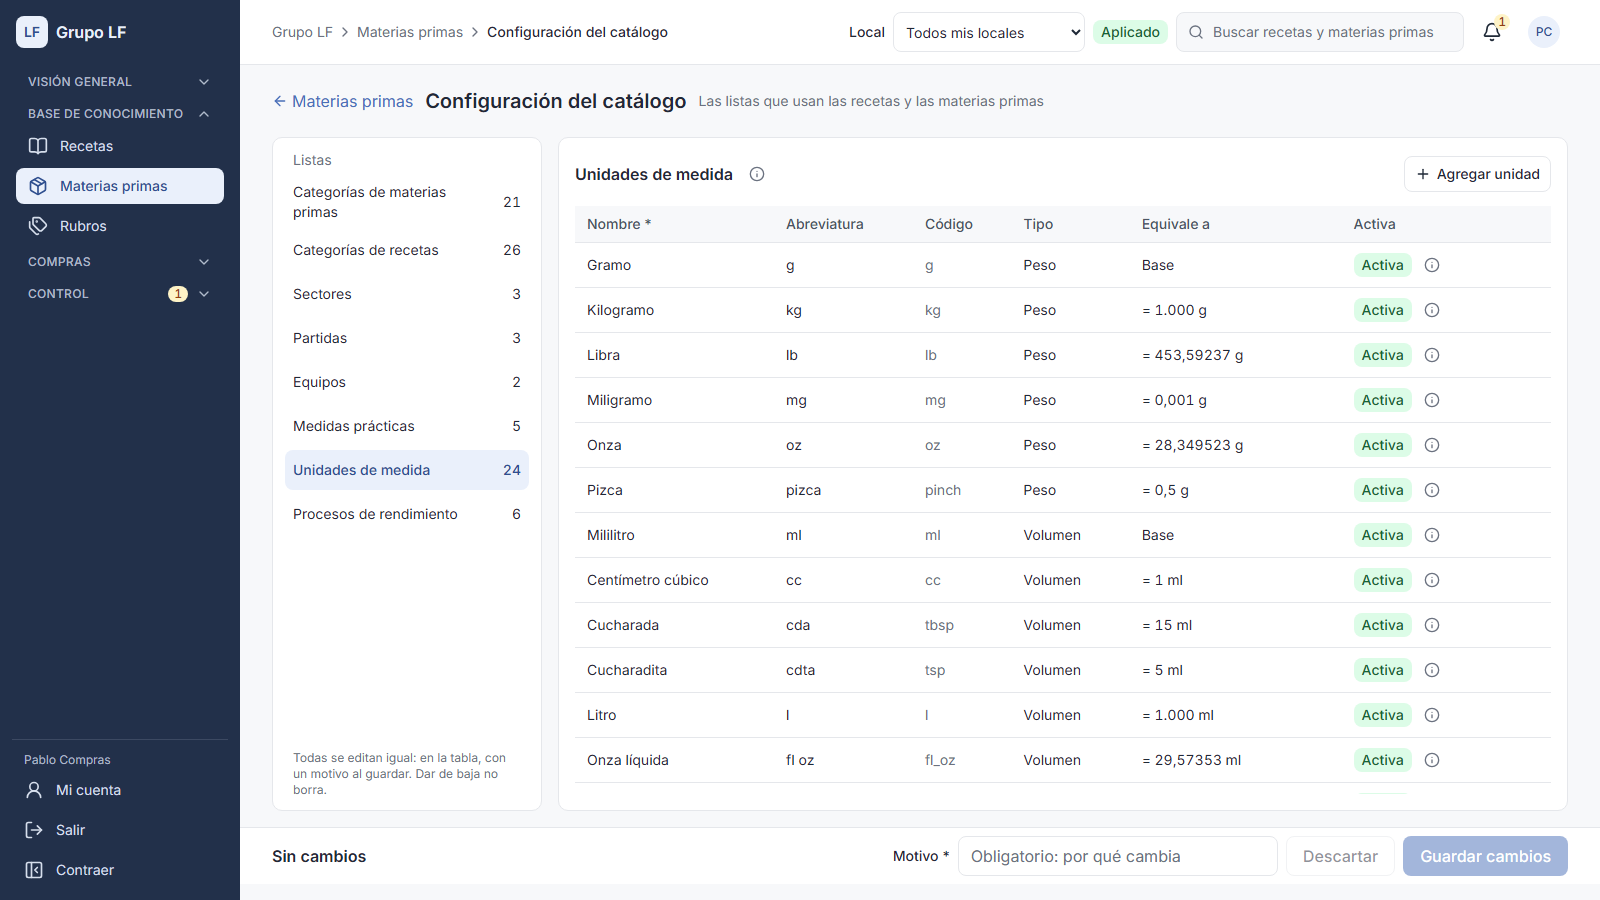 LF Grupo LF
VISIÓN GENERAL
BASE DE CONOCIMIENTO
Recetas
Materias primas
Rubros
COMPRAS
CONTROL 1
Pablo Compras
Mi cuenta
Salir
Contraer
Grupo LF > Materias primas > Configuración del catálogo
Local Todos mis locales Aplicado Buscar recetas y materias primas 1 PC
← Materias primas Configuración del catálogo Las listas que usan las recetas y las materias primas
Listas
Categorías de materias
primas 21
Categorías de recetas 26
Sectores 3
Partidas 3
Equipos 2
Medidas prácticas 5
Unidades de medida 24
Procesos de rendimiento 6
Todas se editan igual: en la tabla, con
un motivo al guardar. Dar de baja no
borra.
Unidades de medida + Agregar unidad
Nombre * Abreviatura Código Tipo Equivale a Activa
Gramo g g Peso Base Activa
Kilogramo kg kg Peso = 1.000 g Activa
Libra lb lb Peso = 453,59237 g Activa
Miligramo mg mg Peso = 0,001 g Activa
Onza oz oz Peso = 28,349523 g Activa
Pizca pizca pinch Peso = 0,5 g Activa
Mililitro ml ml Volumen Base Activa
Centímetro cúbico cc cc Volumen = 1 ml Activa
Cucharada cda tbsp Volumen = 15 ml Activa
Cucharadita cdta tsp Volumen = 5 ml Activa
Litro l l Volumen = 1.000 ml Activa
Onza líquida fl oz fl_oz Volumen = 29,57353 ml Activa
Sin cambios Motivo * Obligatorio: por qué cambia Descartar Guardar cambios